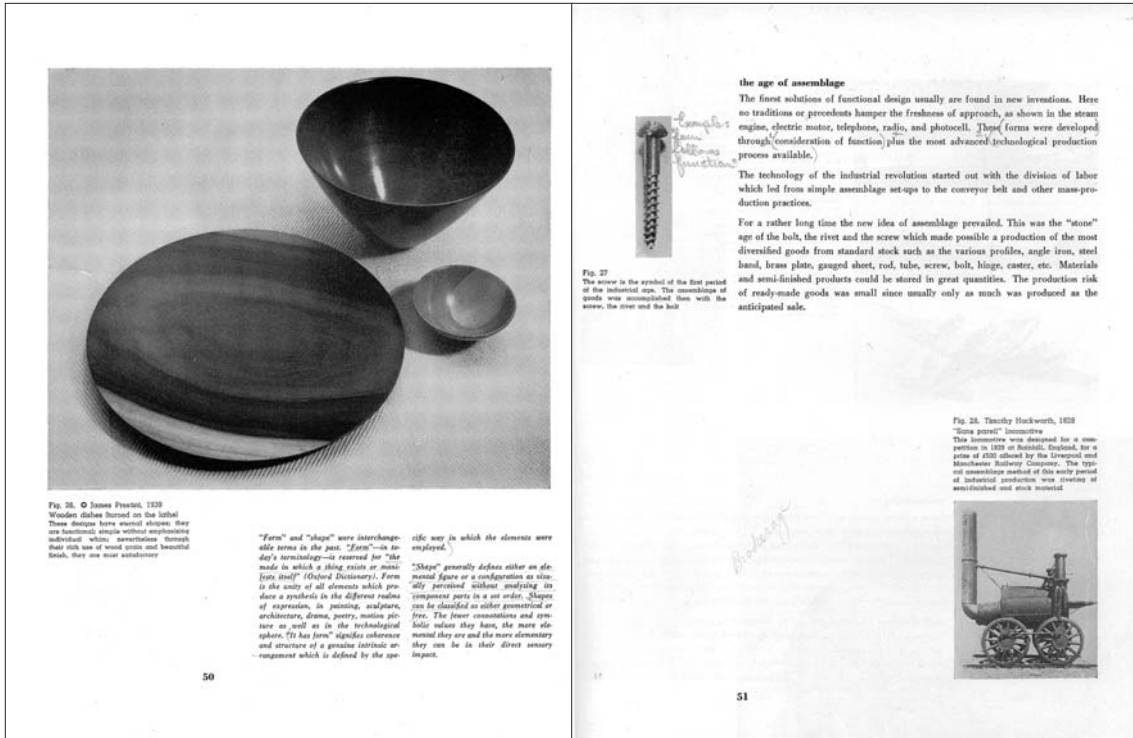 Fig. 26. ✪ James Prestini, 1939
Wooden dishes (turned on the lathe)
These designs have eternal shapes; they
are functional; simple without emphasizing
individual whim; nevertheless through
their rich use of wood grain and beautiful
finish, they are most satisfactory
"Form" and "shape" were interchange-
able terms in the past. "Form"—in to-
day's terminology—is reserved for "the
mode in which a thing exists or mani-
fests itself" (Oxford Dictionary). Form
is the unity of all elements which pro-
duce a synthesis in the different realms
of expression, in painting, sculpture,
architecture, drama, poetry, motion pic-
ture as well as in the technological
sphere. "It has form" signifies coherence
and structure of a genuine intrinsic ar-
rangement which is defined by the spe-
cific way in which the elements were
employed.
"Shape" generally defines either an ele-
mental figure or a configuration as visu-
ally perceived without analyzing its
component parts in a set order. Shapes
can be classified as either geometrical or
free. The fewer connotations and sym-
bolic values they have, the more ele-
mental they are and the more elementary
they can be in their direct sensory
impact.
50
Example:
form
follows
function
Fig. 27
The screw is the symbol of the first period
of the industrial age. The assemblage of
goods was accomplished then with the
screw, the rivet and the bolt
the age of assemblage
The finest solutions of functional design usually are found in new inventions. Here
no traditions or precedents hamper the freshness of approach, as shown in the steam
engine, electric motor, telephone, radio, and photocell. These forms were developed
through consideration of function plus the most advanced technological production
process available.
The technology of the industrial revolution started out with the division of labor
which led from simple assemblage set-ups to the conveyor belt and other mass-pro-
duction practices.
For a rather long time the new idea of assemblage prevailed. This was the "stone"
age of the bolt, the rivet and the screw which made possible a production of the most
diversified goods from standard stock such as the various profiles, angle iron, steel
band, brass plate, gauged sheet, rod, tube, screw, bolt, hinge, caster, etc. Materials
and semi-finished products could be stored in great quantities. The production risk
of ready-made goods was small since usually only as much was produced as the
anticipated sale.
Fig. 28. Timothy Hackworth, 1828
"Sans pareil" locomotive
This locomotive was designed for a com-
petition in 1829 at Rainhill, England, for a
prize of £500 offered by the Liverpool and
Manchester Railway Company. The typi-
cal assemblage method of this early period
of industrial production was riveting of
semi-finished and stock material
51